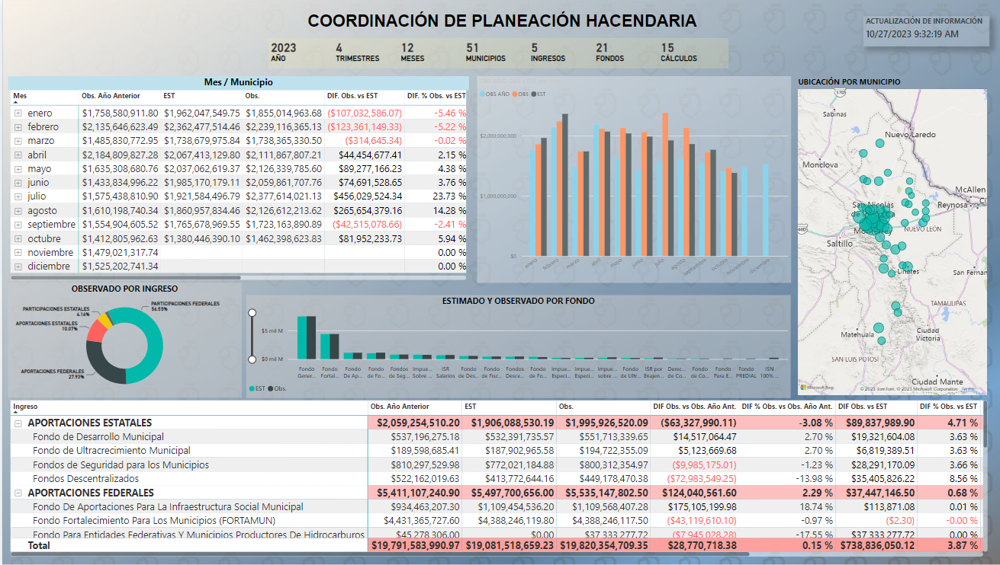 COORDINACIÓN DE PLANEACIÓN HACENDARIA
ACTUALIZACIÓN DE INFORMACIÓN
10/27/2023 9:32:19 AM
2023 4 12 51 5 21 15
AÑO TRIMESTRES MESES MUNICIPIOS INGRESOS FONDOS CÁLCULOS
Mes / Municipio
Mes Obs. Año Anterior EST Obs. DIF. Obs. vs EST DIF. % Obs. vs EST
enero $1,758,580,911.80 $1,962,047,549.75 $1,855,014,963.68 ($107,032,586.07) -5.46 %
febrero $2,135,646,623.49 $2,362,477,514.46 $2,239,116,365.13 ($123,361,149.33) -5.22 %
marzo $1,485,830,772.95 $1,738,679,975.84 $1,738,365,330.50 ($314,645.34) -0.02 %
abril $2,184,809,827.28 $2,067,413,129.80 $2,111,867,807.21 $44,454,677.41 2.15 %
mayo $1,635,308,680.76 $2,037,062,619.37 $2,126,339,785.60 $89,277,166.23 4.38 %
junio $1,433,834,996.22 $1,985,170,179.11 $2,059,861,707.76 $74,691,528.65 3.76 %
julio $1,575,438,810.90 $1,921,584,496.79 $2,377,614,021.13 $456,029,524.34 23.73 %
agosto $1,610,198,740.34 $1,860,957,834.46 $2,126,612,213.62 $265,654,379.16 14.28 %
septiembre $1,554,904,605.52 $1,765,678,969.55 $1,723,163,890.89 ($42,515,078.66) -2.41 %
octubre $1,412,805,962.63 $1,380,446,390.10 $1,462,398,623.83 $81,952,233.73 5.94 %
noviembre $1,479,021,317.74 0.00 %
diciembre $1,525,202,741.34 0.00 %
OBS AÑO OBS. EST
$2,000,000,000
$1,000,000,000
$0
enero febrero marzo abril mayo junio julio agosto septiembre octubre noviembre diciembre
UBICACIÓN POR MUNICIPIO
57D
Sabinas
Nuevo Laredo
Monclova
McAllen
San Nicolás
Reynosa
Monterrey
NUEVO LEÓN
40D
Saltillo
Linares
San Fernan
TAMAULIPAS
Matehuala
Ciudad
Victoria
SAN LUIS POTOSÍ
Ciudad Mante
Microsoft Bing
© 2023 TomTom, © 2023 Microsoft Corporation Terms
OBSERVADO POR INGRESO
PARTICIPACIONES FEDERALES
56.55%
PARTICIPACIONES ESTATALES
4.16%
APORTACIONES ESTATALES
10.07%
APORTACIONES FEDERALES
27.93%
ESTIMADO Y OBSERVADO POR FONDO
$5 mil M
$0 mil M
Fondo Fondo Fondo Fondo Fondos Impue... ISR Fondo Fondo Fondos Fondo Impue... Impue... Impue... Fondo ISR por Derec... Fondo Fondo Fondo ISN
Gener... Fortal... De Ap... de Fo... de Seg... Sobre ... Salarios de Des... de Fisc... Desce... de Fo... Especi... Especi... sobre ... de Ultr... Enajen... de Co... de Co... Para E... PREDIAL 100% ...
EST Obs.
Ingreso Obs. Año Anterior EST Obs. DIF Obs. vs Obs. Año Ant. DIF % Obs. vs Obs. Año Ant. DIF Obs. vs EST DIF % Obs. vs EST
APORTACIONES ESTATALES $2,059,254,510.20 $1,906,088,530.19 $1,995,926,520.09 ($63,327,990.11) -3.08 % $89,837,989.90 4.71 %
Fondo de Desarrollo Municipal $537,196,275.18 $532,391,735.57 $551,713,339.65 $14,517,064.47 2.70 % $19,321,604.08 3.63 %
Fondo de Ultracrecimiento Municipal $189,598,685.41 $187,902,965.58 $194,722,355.09 $5,123,669.68 2.70 % $6,819,389.51 3.63 %
Fondos de Seguridad para los Municipios $810,297,529.98 $772,021,184.88 $800,312,354.97 ($9,985,175.01) -1.23 % $28,291,170.09 3.66 %
Fondos Descentralizados $522,162,019.63 $413,772,644.16 $449,178,470.38 ($72,983,549.25) -13.98 % $35,405,826.22 8.56 %
APORTACIONES FEDERALES $5,411,107,240.90 $5,497,700,656.00 $5,535,147,802.50 $124,040,561.60 2.29 % $37,447,146.50 0.68 %
Fondo De Aportaciones Para La Infraestructura Social Municipal $934,463,207.30 $1,109,454,536.20 $1,109,568,407.28 $175,105,199.98 18.74 % $113,871.08 0.01 %
Fondo Fortalecimiento Para Los Municipios (FORTAMUN) $4,431,365,727.60 $4,388,246,119.80 $4,388,246,117.50 ($43,119,610.10) -0.97 % ($2.30) -0.00 %
Fondo Para Entidades Federativas Y Municipios Productores De Hidrocarburos $45,278,306.00 $0.00 $37,333,277.72 ($7,945,028.28) -17.55 % $37,333,277.72 0.00 %
Total $19,791,583,990.97 $19,081,518,659.23 $19,820,354,709.35 $28,770,718.38 0.15 % $738,836,050.12 3.87 %